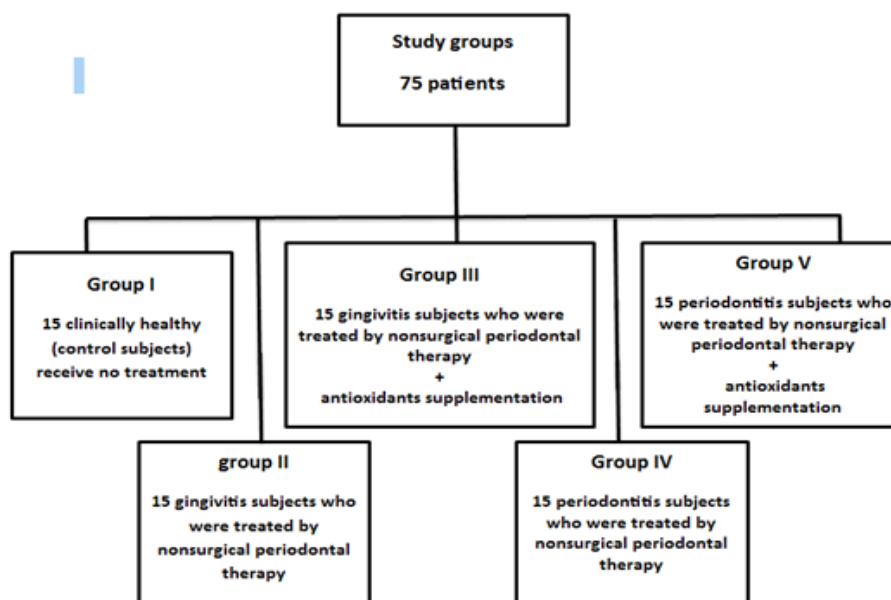 Study groups
75 patients
Group I
15 clinically healthy
(control subjects)
receive no treatment
Group III
15 gingivitis subjects who were
treated by nonsurgical periodontal
therapy
+
antioxidants supplementation
Group V
15 periodontitis subjects who
were treated by nonsurgical
periodontal therapy
+
antioxidants
supplementation
group II
15 gingivitis subjects who
were treated by
nonsurgical periodontal
therapy
Group IV
15 periodontitis subjects
who were treated by
nonsurgical periodontal
therapy